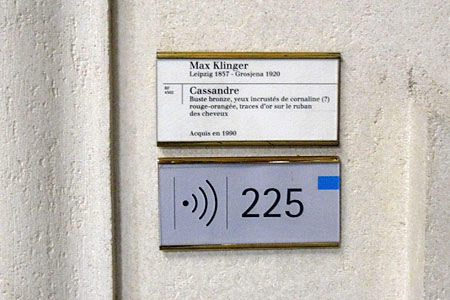 Max Klinger
Leipzig 1857 - Grosjena 1920
RF
Cassandre
Buste bronze, yeux incrustés de cornaline (?)
rouge-orangée, traces d'or sur le ruban
des cheveux
Acquis en 1990
225